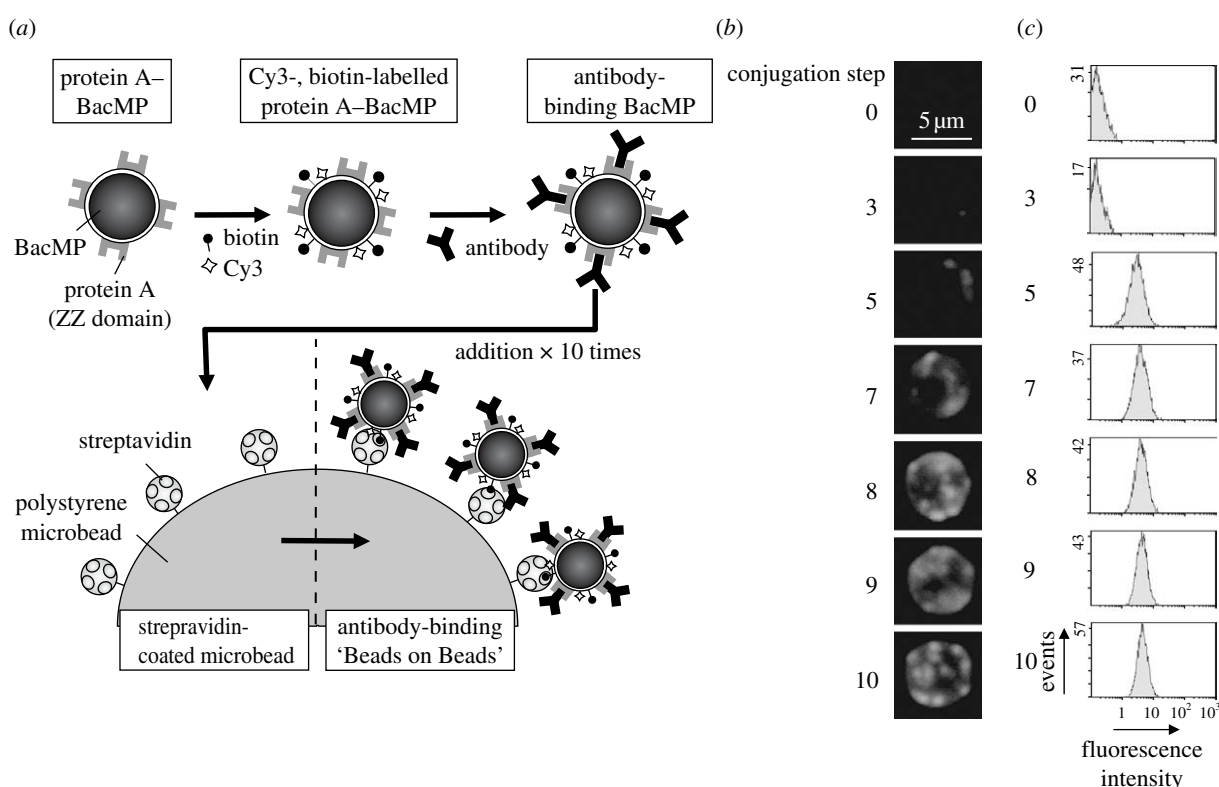 (a)
protein A–
BacMP
Cy3-, biotin-labelled
protein A–BacMP
antibody-
binding BacMP
BacMP
biotin
Cy3
antibody
protein A
(ZZ domain)
addition × 10 times
streptavidin
polystyrene
microbead
strepravidin-
coated microbead
antibody-binding
'Beads on Beads'
(b)
conjugation step
0
5 µm
3
5
7
8
9
10
(c)
0
31
3
17
5
48
7
37
8
42
9
43
10
57
events
1 10 10² 10³
fluorescence
intensity